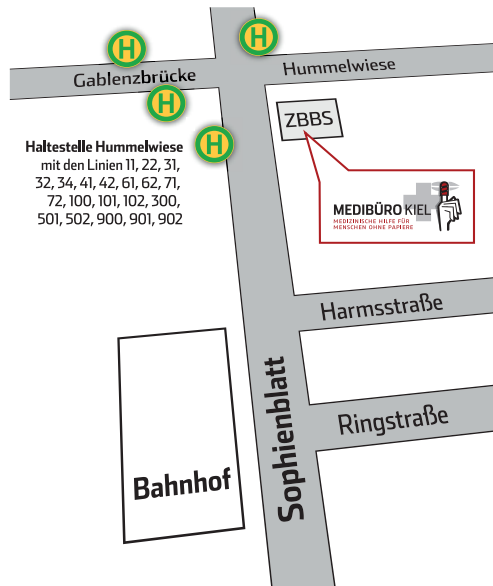 H
H
Gablenzbrücke
Hummelwiese
H
ZBBS
H
Haltestelle Hummelwiese
mit den Linien 11, 22, 31,
32, 34, 41, 42, 61, 62, 71,
72, 100, 101, 102, 300,
501, 502, 900, 901, 902
MEDIBÜRO KIEL
MEDIZINISCHE HILFE FÜR
MENSCHEN OHNE PAPIERE
Harmsstraße
Sophienblatt
Ringstraße
Bahnhof